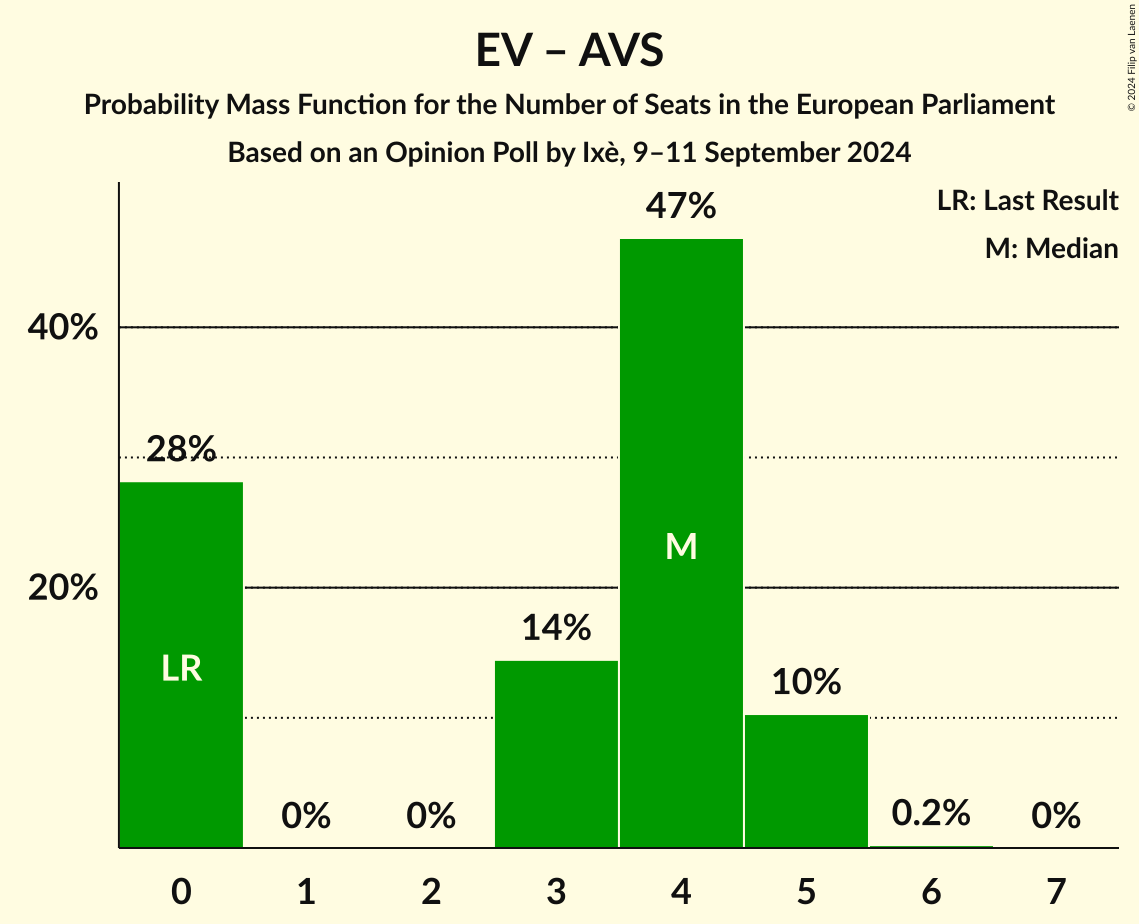 EV – AVS
Probability Mass Function for the Number of Seats in the European Parliament
Based on an Opinion Poll by Ixè, 9–11 September 2024
© 2024 Filip van Laenen
LR: Last Result
M: Median
47%
40%
28%
M
20%
14%
LR
10%
0%
0%
0.2%
0%
0
1
2
3
4
5
6
7